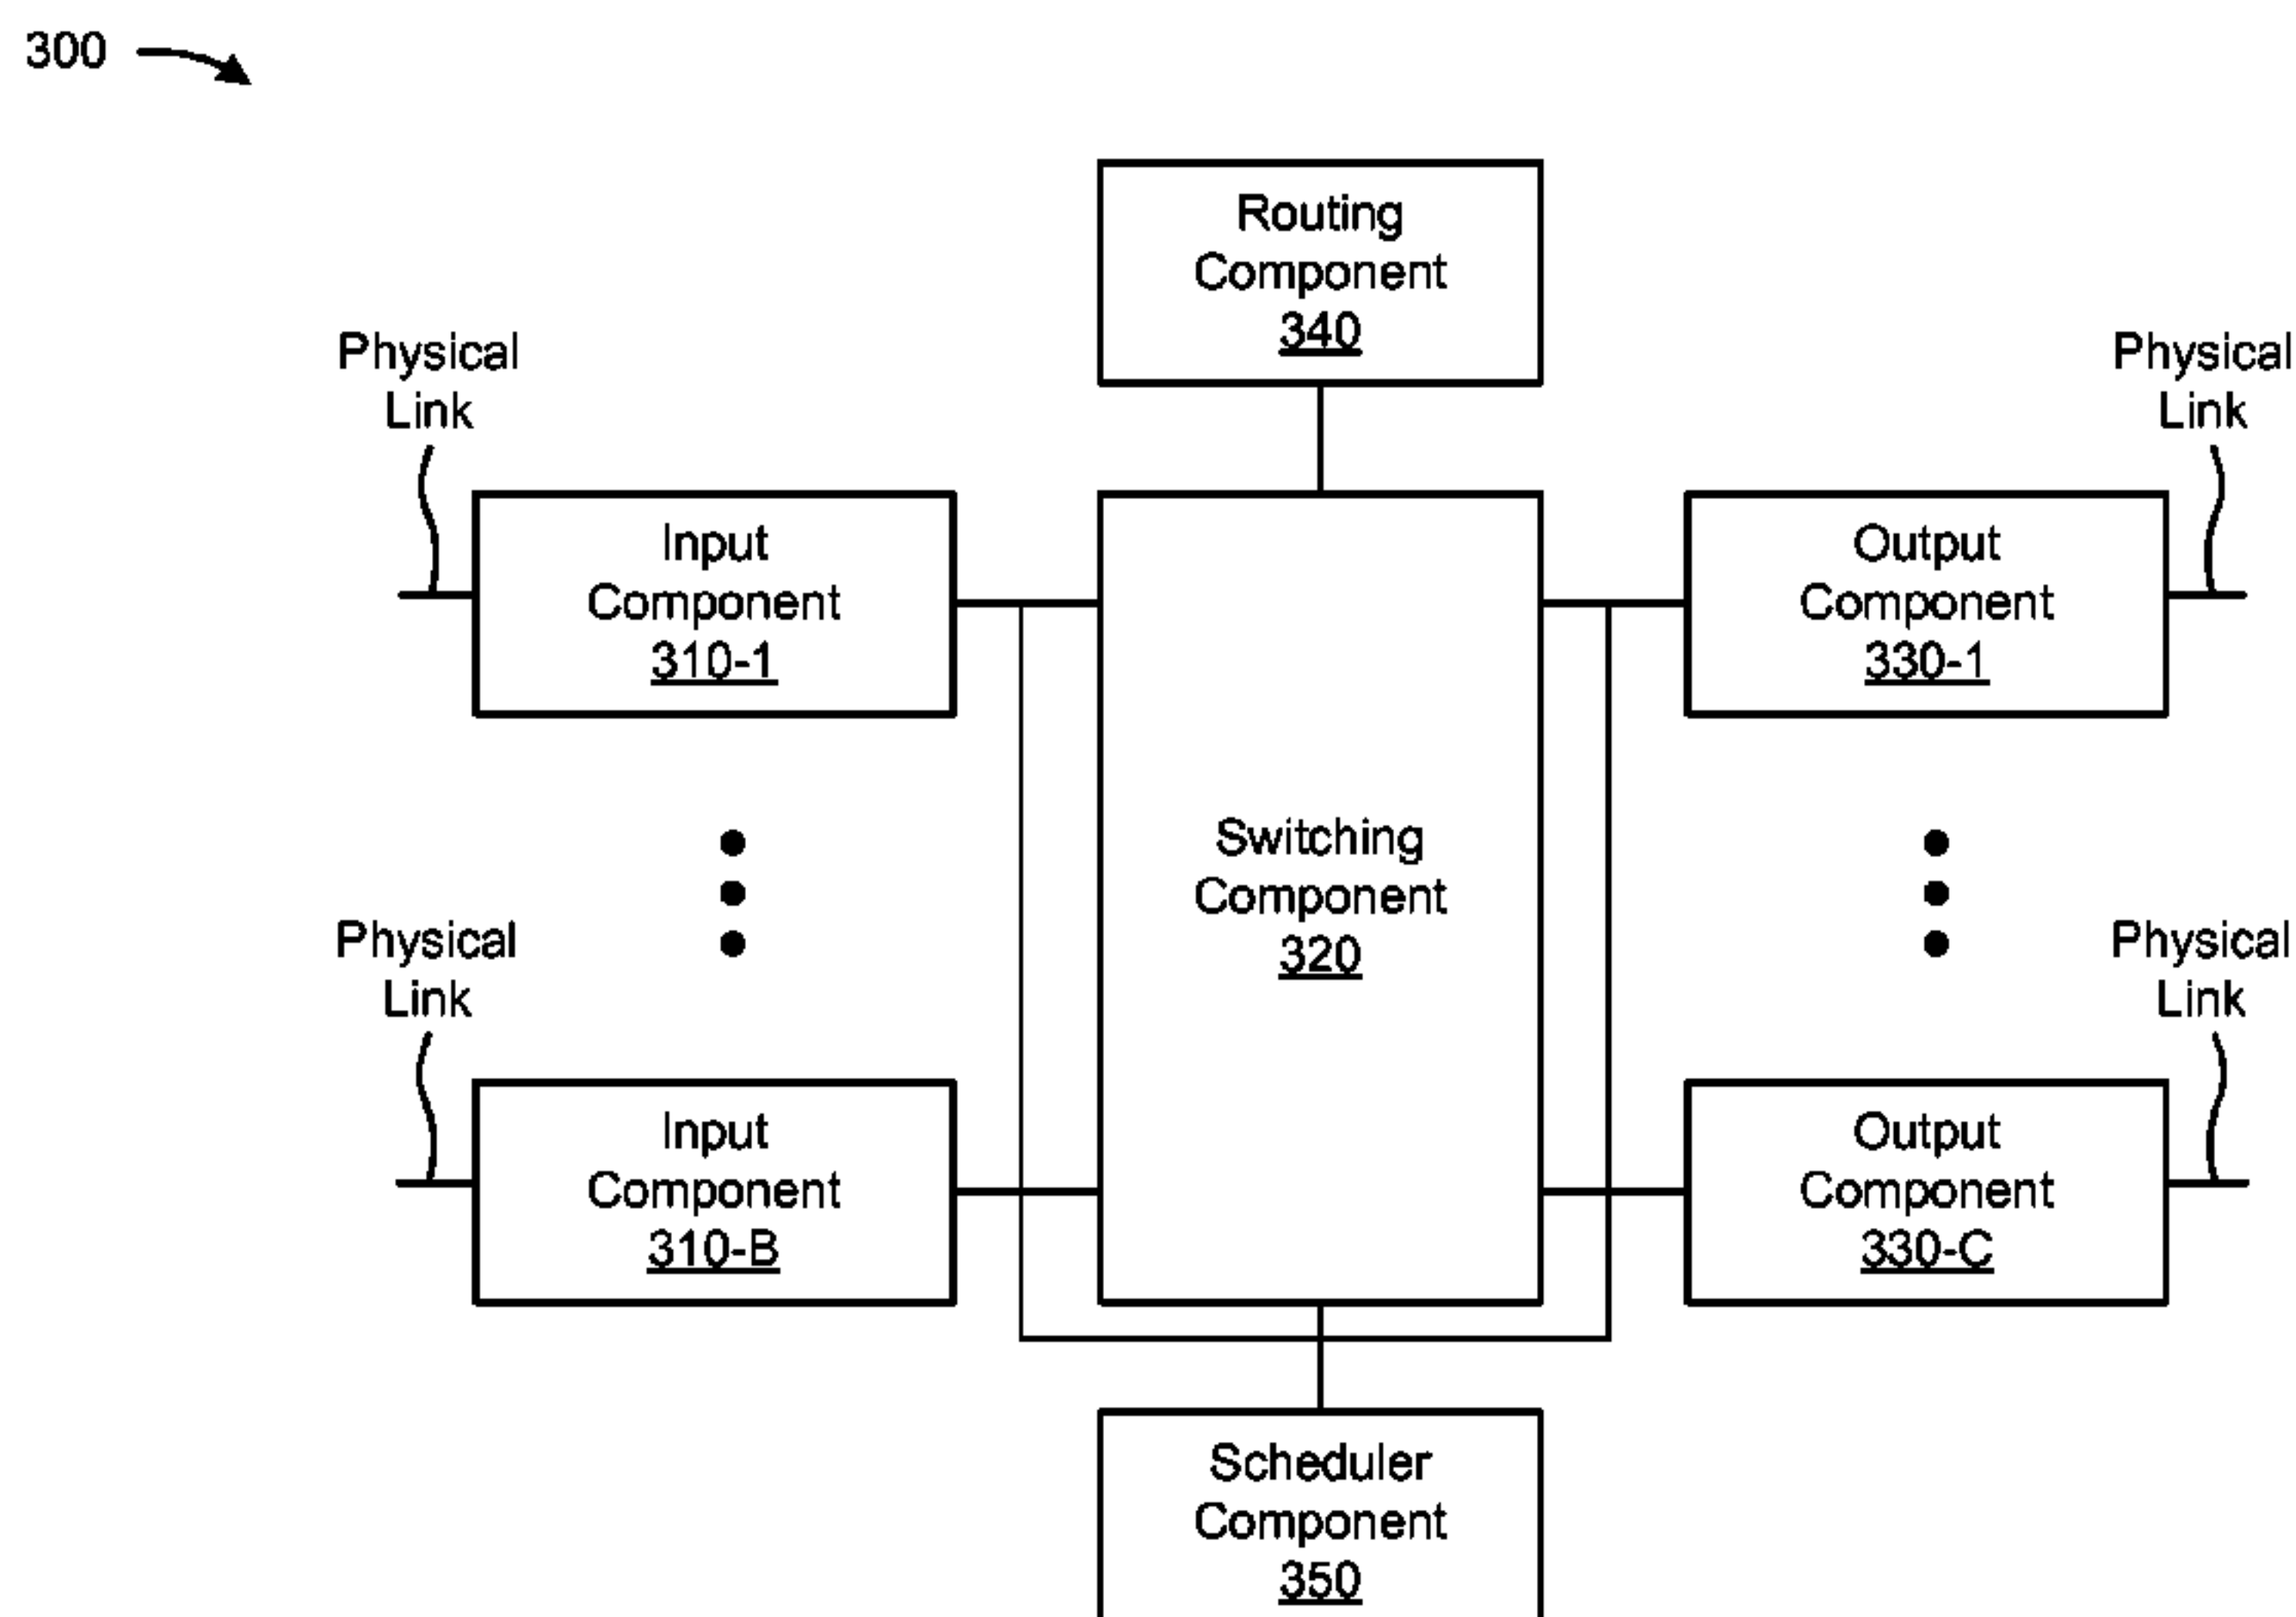 300
Routing
Component
340
Physical
Link
Physical
Link
Input
Component
310-1
Output
Component
330-1
Switching
Component
320
Physical
Link
Physical
Link
Input
Component
310-B
Output
Component
330-C
Scheduler
Component
350